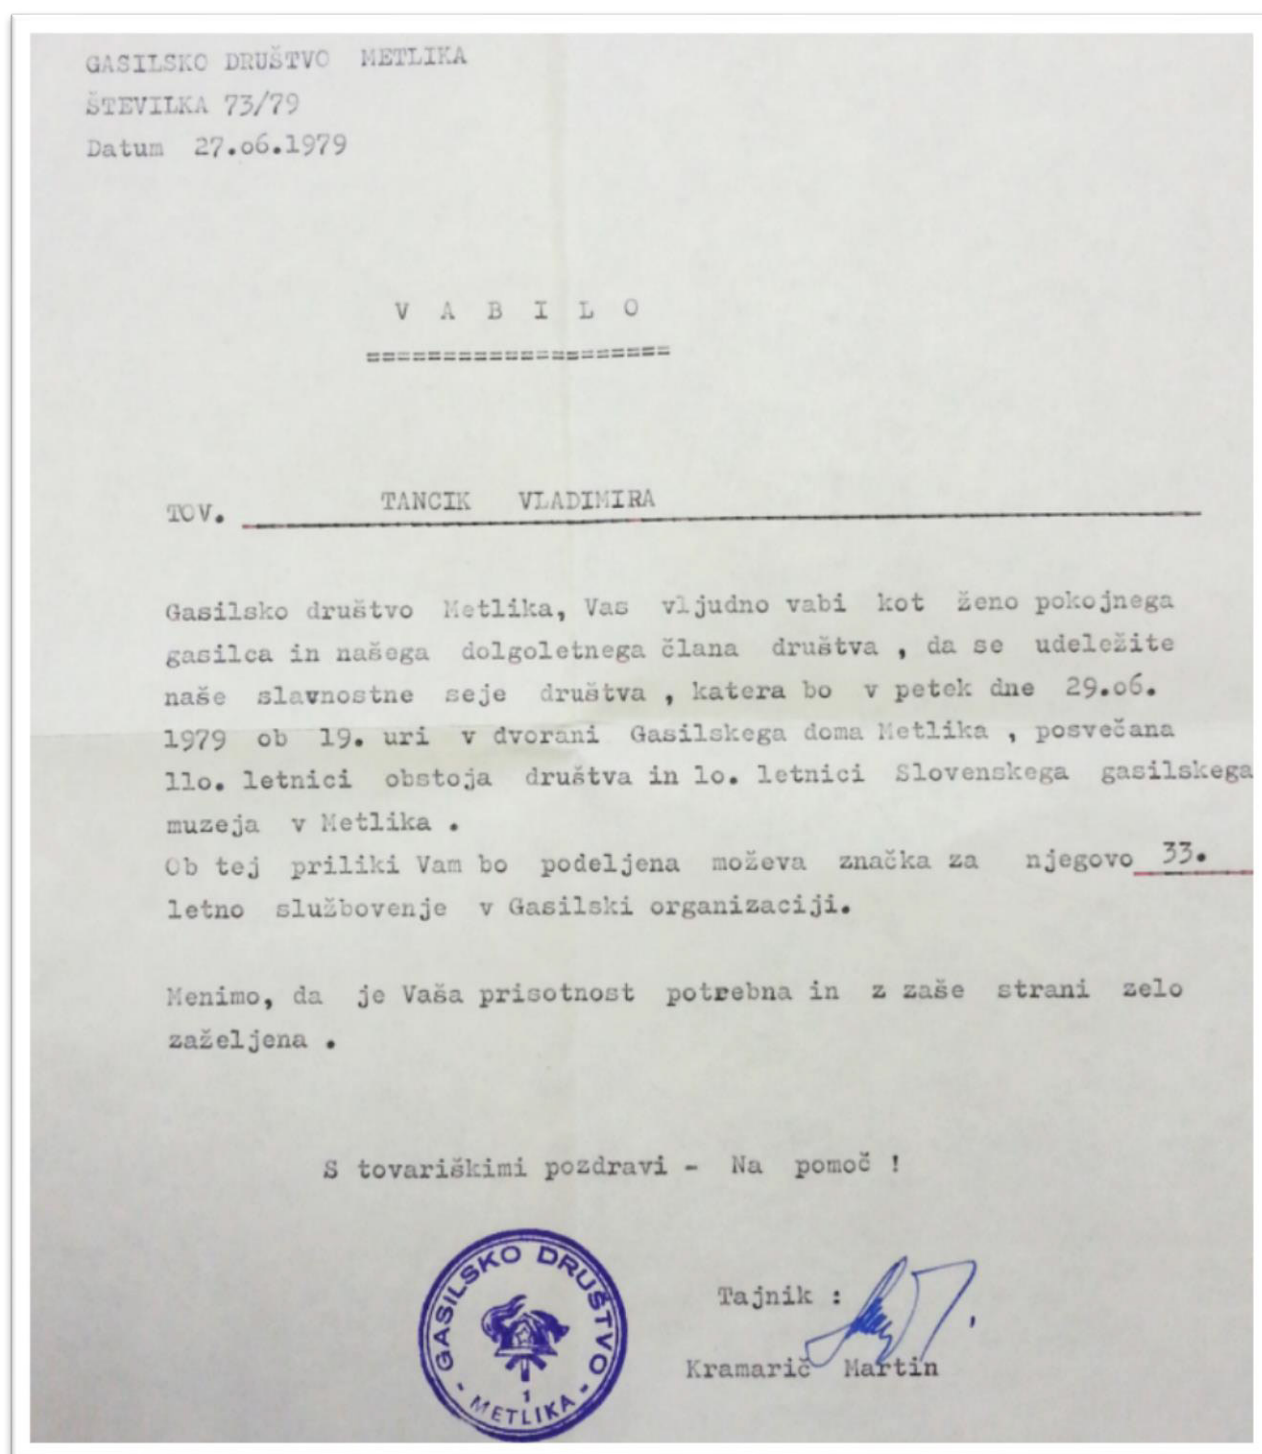 GASILSKO DRUŠTVO METLIKA
ŠTEVILKA 73/79
Datum 27.o6.1979
V A B I L O
====================
TOV. TANCIK VLADIMIRA
Gasilsko društvo Metlika, Vas vljudno vabi kot ženo pokojnega
gasilca in našega dolgoletnega člana društva , da se udeležite
naše slavnostne seje društva , katera bo v petek dne 29.o6.
1979 ob 19. uri v dvorani Gasilskega doma Metlika , posvečana
llo. letnici obstoja društva in lo. letnici Slovenskega gasilskega
muzeja v Metlika .
Ob tej priliki Vam bo podeljena moževa značka za njegovo 33.
letno službovenje v Gasilski organizaciji.
Menimo, da je Vaša prisotnost potrebna in z zaše strani zelo
zaželjena .
S tovariškimi pozdravi - Na pomoč !
GASILSKO DRUŠTVO
1
- METLIKA -
Tajnik :
Kramarič Martin